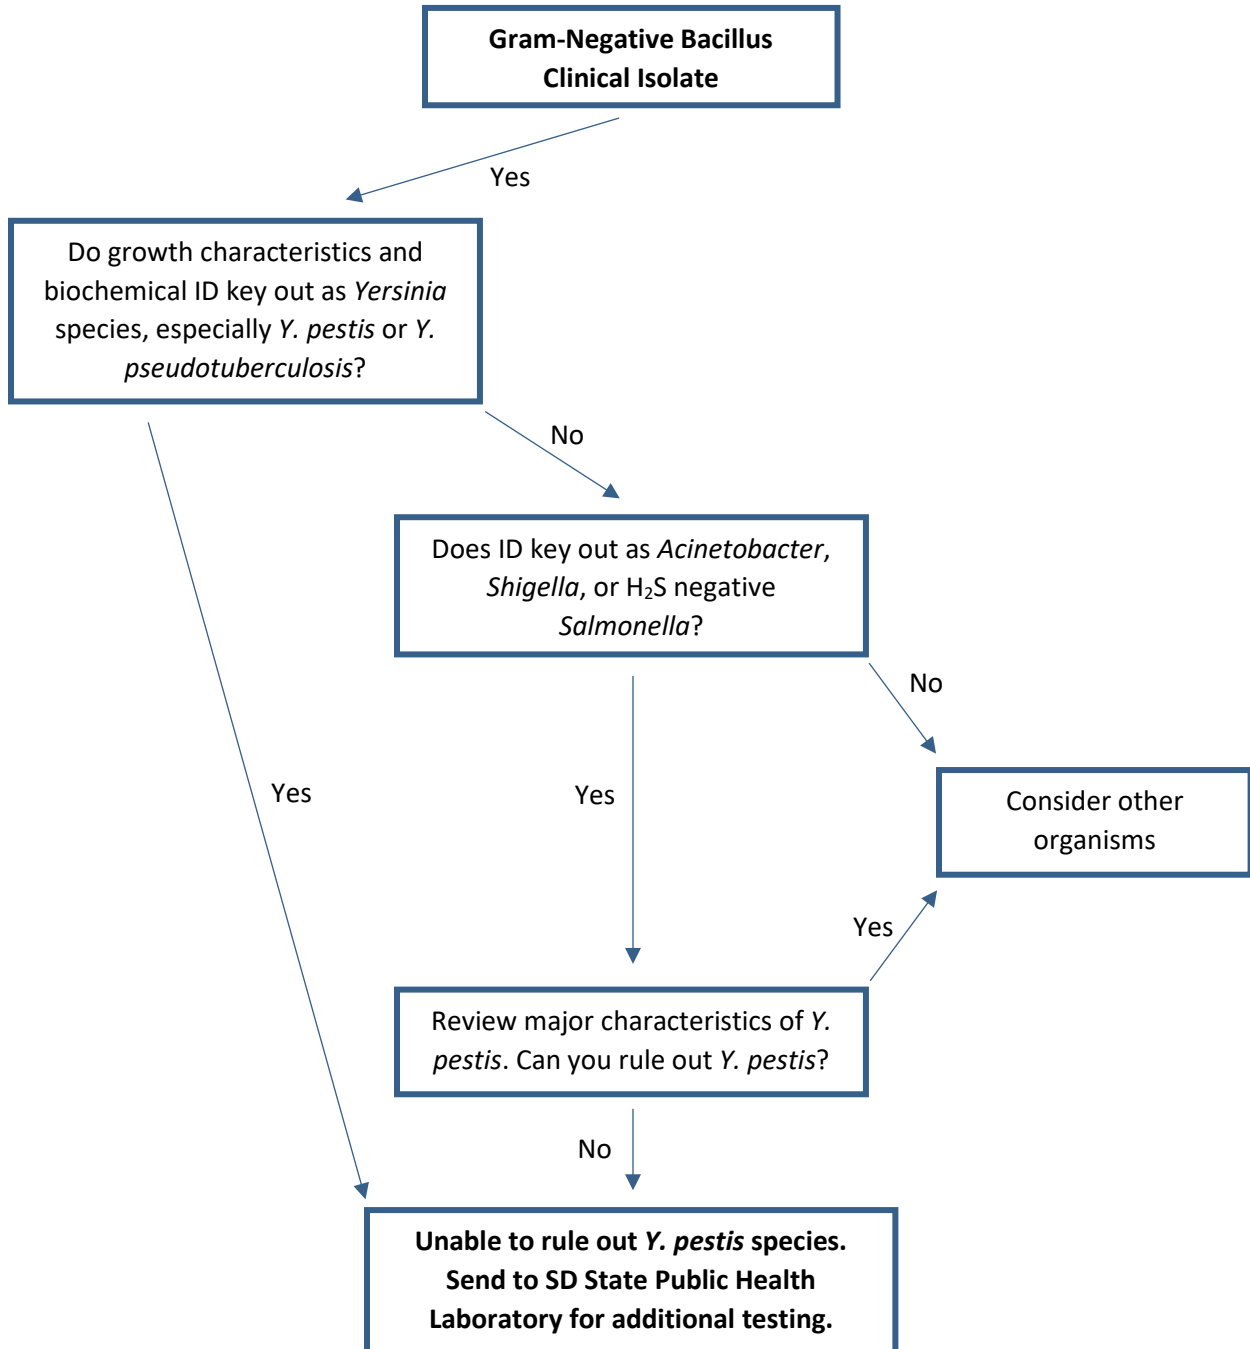 Gram-Negative Bacillus
Clinical Isolate
Yes
Do growth characteristics and
biochemical ID key out as Yersinia
species, especially Y. pestis or Y.
pseudotuberculosis?
No
Does ID key out as Acinetobacter,
Shigella, or H₂S negative
Salmonella?
No
Yes
Yes
Consider other
organisms
Yes
Review major characteristics of Y.
pestis. Can you rule out Y. pestis?
No
Unable to rule out Y. pestis species.
Send to SD State Public Health
Laboratory for additional testing.